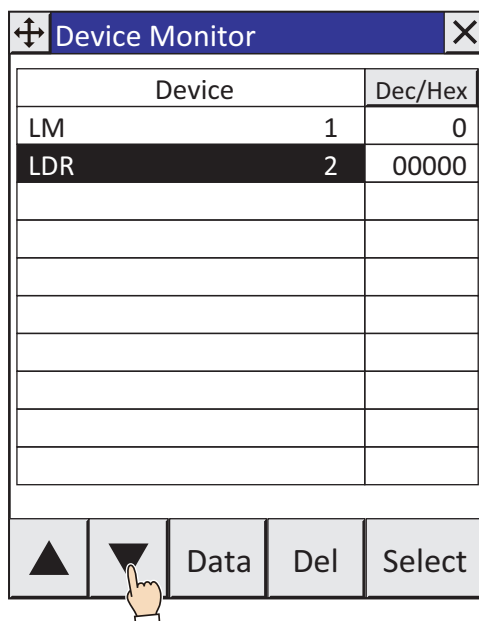 Device Monitor
Device Dec/Hex
LM 1 0
LDR 2 00000
Data Del Select